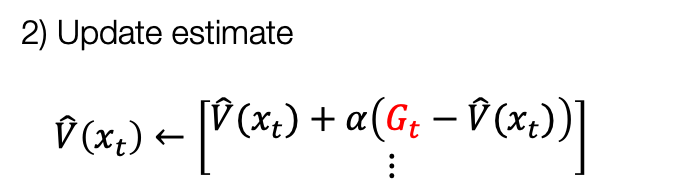 2) Update estimate
V̂(xₜ) ← [V̂(xₜ) + α(Gₜ − V̂(xₜ))]
⋮